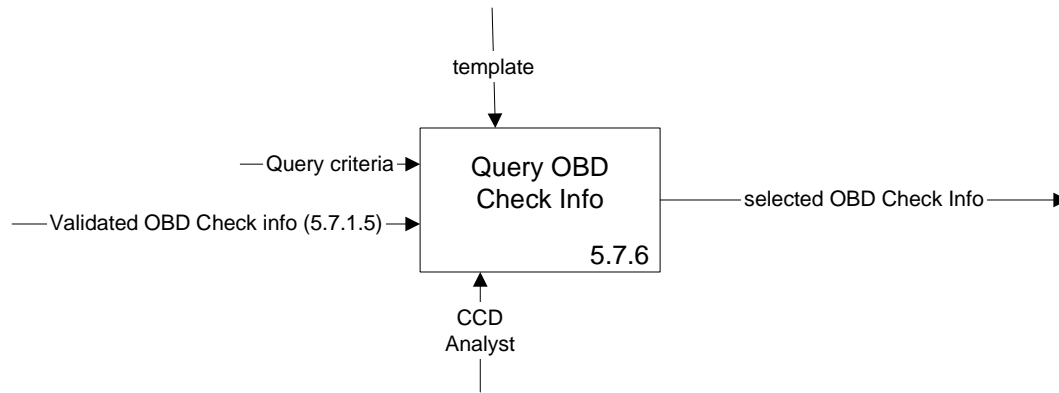 template
Query criteria
Validated OBD Check info (5.7.1.5)
Query OBD
Check Info
5.7.6
selected OBD Check Info
CCD
Analyst